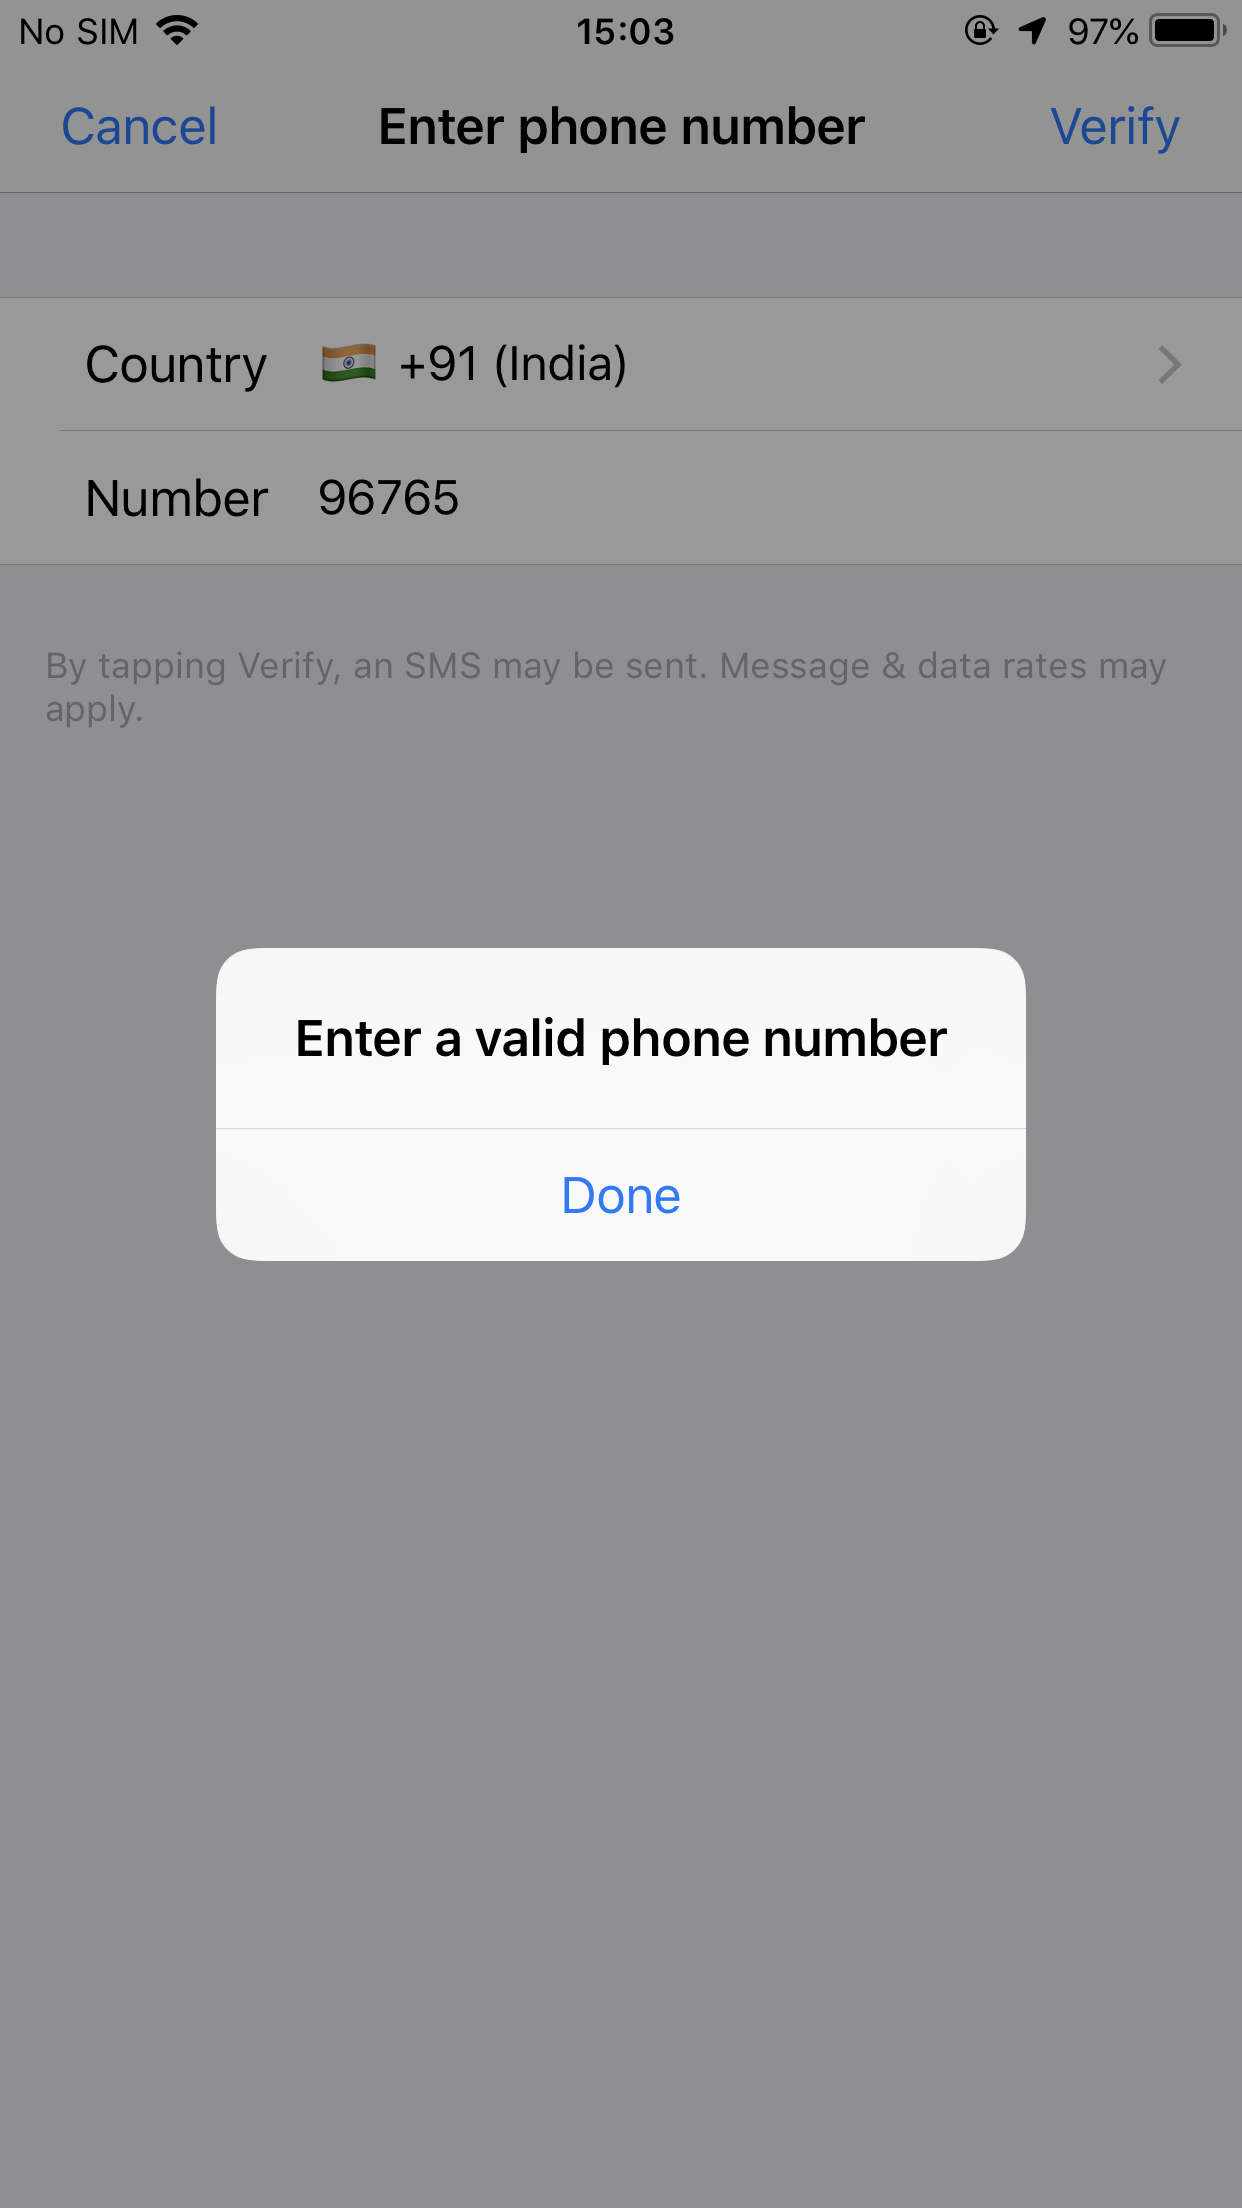 No SIM 15:03 97%
Cancel Enter phone number Verify
Country 🇮🇳 +91 (India)
Number 96765
By tapping Verify, an SMS may be sent. Message & data rates may
apply.
Enter a valid phone number
Done